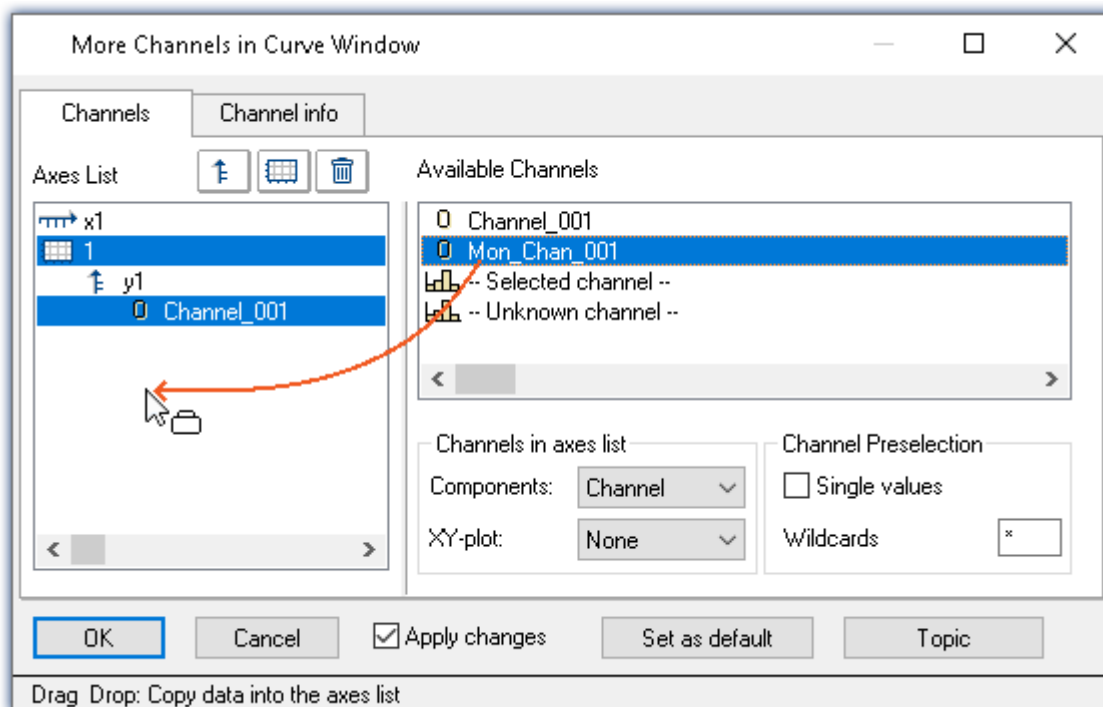 More Channels in Curve Window
Channels
Channel info
Axes List
Available Channels
x1
1
y1
Channel_001
Channel_001
Mon_Chan_001
-- Selected channel --
-- Unknown channel --
Channels in axes list
Components:
Channel
XY-plot:
None
Channel Preselection
Single values
Wildcards
*
OK
Cancel
Apply changes
Set as default
Topic
Drag Drop: Copy data into the axes list